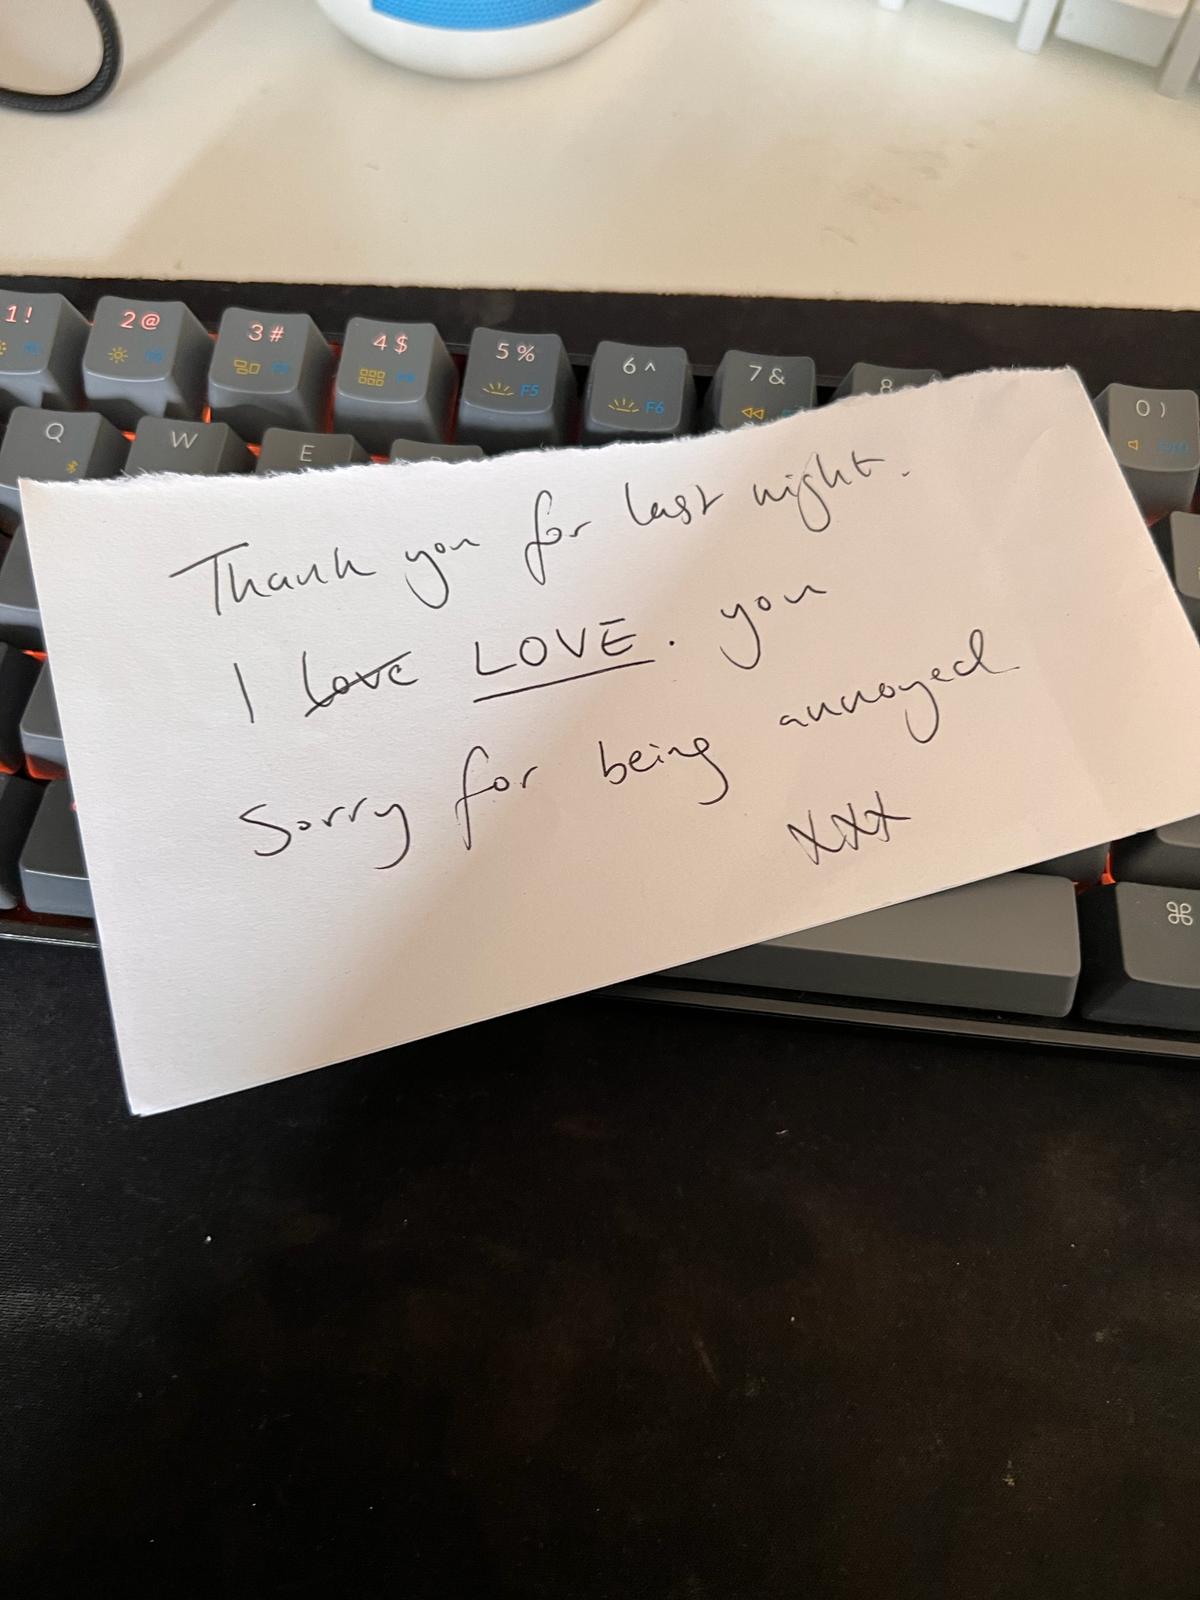 1 !
2 @
3 #
4 $
5 %
F5
6 ^
F6
7 &
8
0 )
Q
W
E
Thank you for last night.
I love LOVE. you
Sorry for being annoyed
xxx
⌘